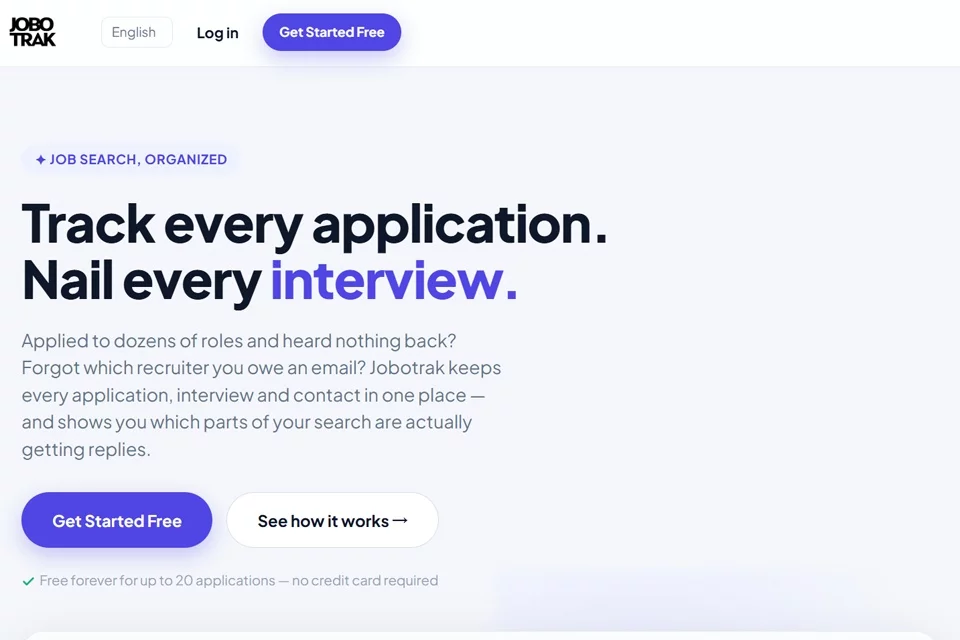 JOBO
TRAK
English
Log in
Get Started Free
✦ JOB SEARCH, ORGANIZED
Track every application.
Nail every interview.
Applied to dozens of roles and heard nothing back?
Forgot which recruiter you owe an email? Jobotrak keeps
every application, interview and contact in one place —
and shows you which parts of your search are actually
getting replies.
Get Started Free
See how it works →
✓ Free forever for up to 20 applications — no credit card required